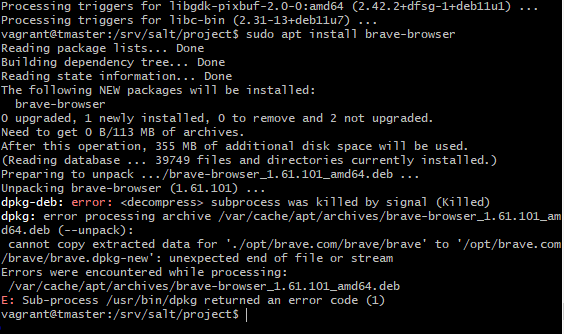 Processing triggers for libgdk-pixbuf-2.0-0:amd64 (2.42.2+dfsg-1+deb11u1) ...
Processing triggers for libc-bin (2.31-13+deb11u7) ...
vagrant@tmaster:/srv/salt/project$ sudo apt install brave-browser
Reading package lists... Done
Building dependency tree... Done
Reading state information... Done
The following NEW packages will be installed:
  brave-browser
0 upgraded, 1 newly installed, 0 to remove and 2 not upgraded.
Need to get 0 B/113 MB of archives.
After this operation, 355 MB of additional disk space will be used.
(Reading database ... 39749 files and directories currently installed.)
Preparing to unpack .../brave-browser_1.61.101_amd64.deb ...
Unpacking brave-browser (1.61.101) ...
dpkg-deb: error: <decompress> subprocess was killed by signal (Killed)
dpkg: error processing archive /var/cache/apt/archives/brave-browser_1.61.101_am
d64.deb (--unpack):
 cannot copy extracted data for './opt/brave.com/brave/brave' to '/opt/brave.com
/brave/brave.dpkg-new': unexpected end of file or stream
Errors were encountered while processing:
 /var/cache/apt/archives/brave-browser_1.61.101_amd64.deb
E: Sub-process /usr/bin/dpkg returned an error code (1)
vagrant@tmaster:/srv/salt/project$